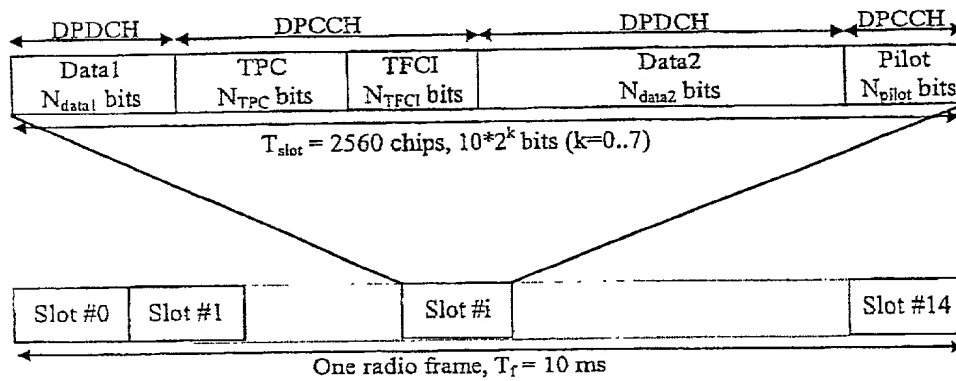 DPDCH DPCCH DPDCH DPCCH
Data1 TPC TFCI Data2 Pilot
N_data1 bits N_TPC bits N_TFCI bits N_data2 bits N_pilot bits
T_slot = 2560 chips, 10*2^k bits (k=0..7)
Slot #0 Slot #1 Slot #i Slot #14
One radio frame, T_f = 10 ms